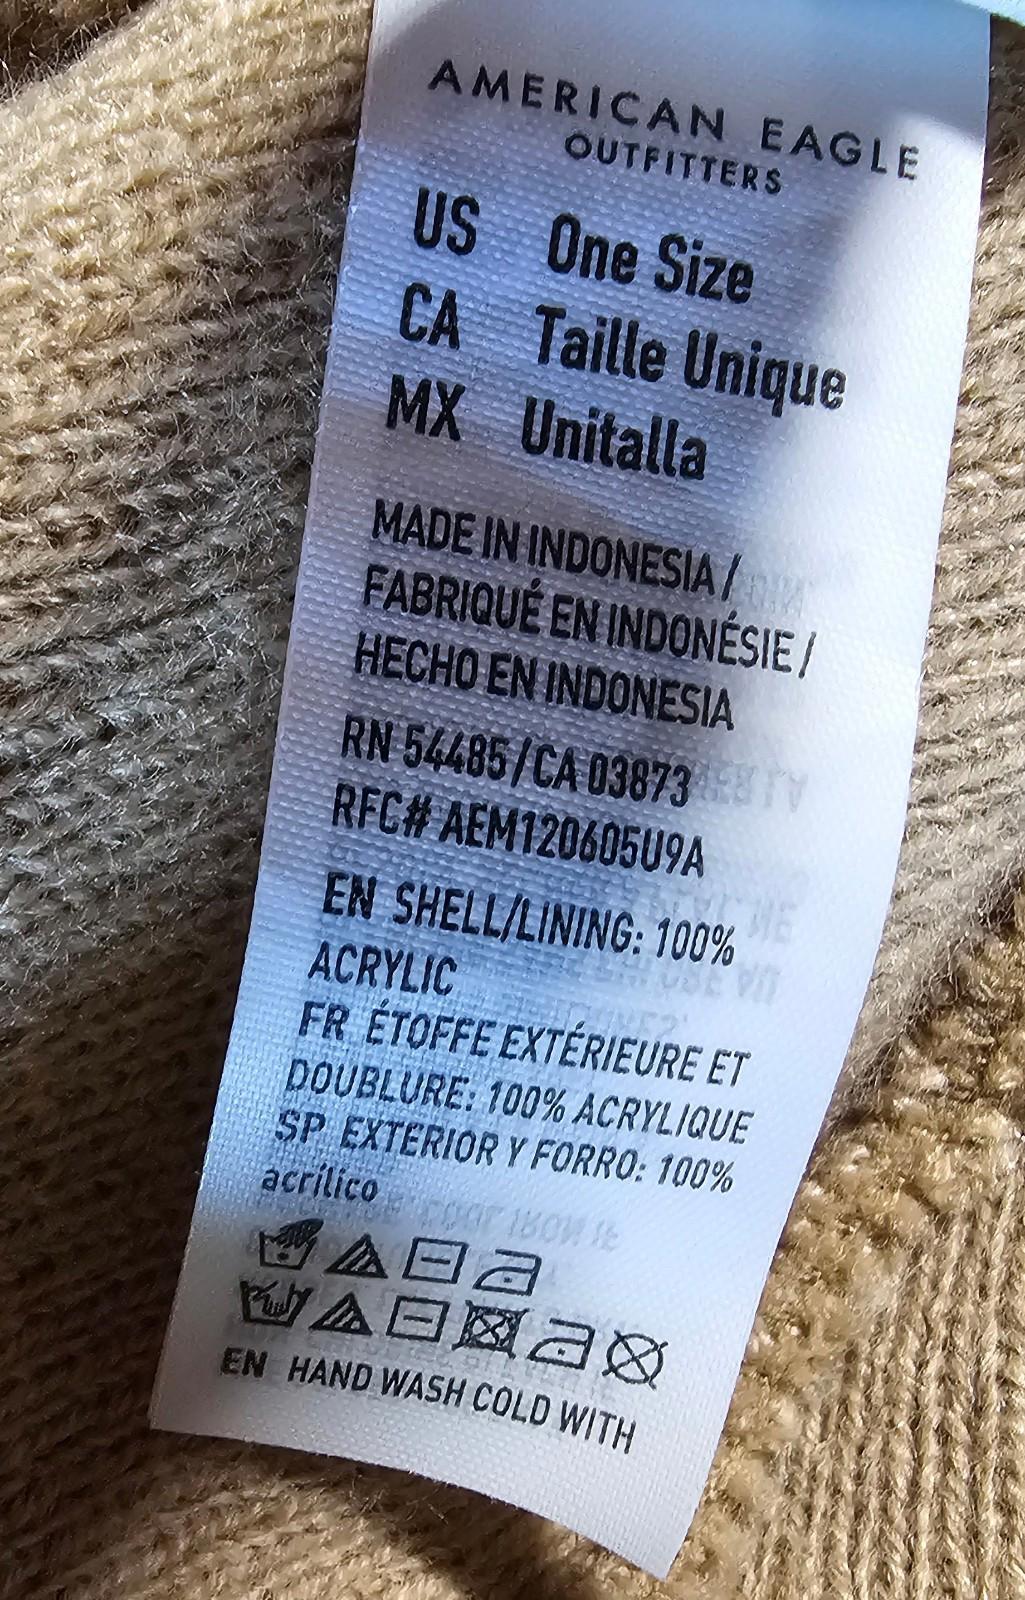 AMERICAN EAGLE
OUTFITTERS
US One Size
CA Taille Unique
MX Unitalla
MADE IN INDONESIA /
FABRIQUÉ EN INDONÉSIE /
HECHO EN INDONESIA
RN 54485 / CA 03873
RFC# AEM120605U9A
EN SHELL/LINING: 100%
ACRYLIC
FR ÉTOFFE EXTÉRIEURE ET
DOUBLURE: 100% ACRYLIQUE
SP EXTERIOR Y FORRO: 100%
acrílico
EN HAND WASH COLD WITH